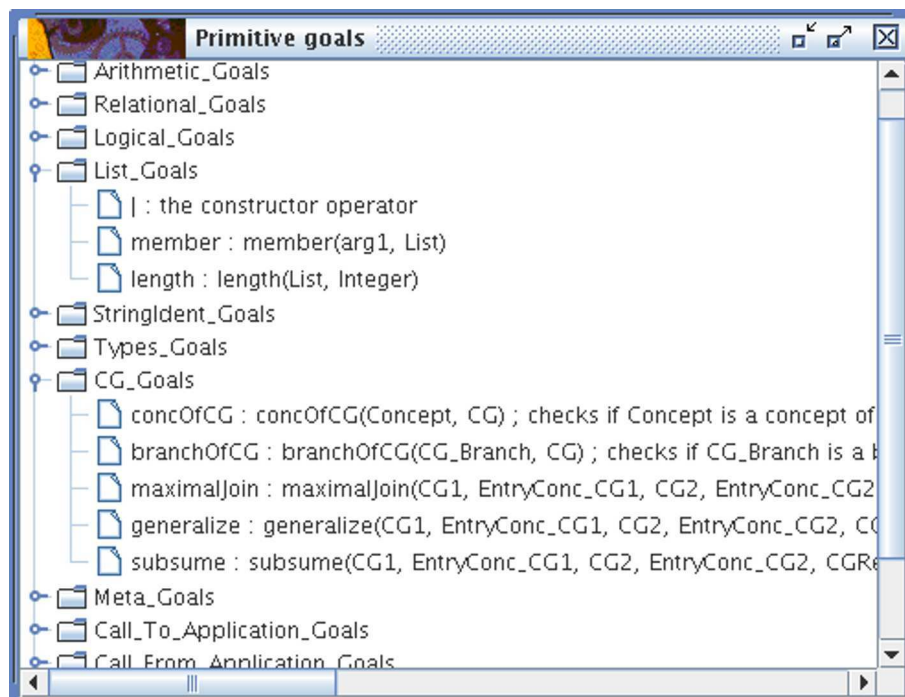 Primitive goals
Arithmetic_Goals
Relational_Goals
Logical_Goals
List_Goals
| : the constructor operator
member : member(arg1, List)
length : length(List, Integer)
StringIdent_Goals
Types_Goals
CG_Goals
concOfCG : concOfCG(Concept, CG) ; checks if Concept is a concept of
branchOfCG : branchOfCG(CG_Branch, CG) ; checks if CG_Branch is a
maximalJoin : maximalJoin(CG1, EntryConc_CG1, CG2, EntryConc_CG2
generalize : generalize(CG1, EntryConc_CG1, CG2, EntryConc_CG2,
subsume : subsume(CG1, EntryConc_CG1, CG2, EntryConc_CG2,
Meta_Goals
Call_To_Application_Goals
Call_From_Application_Goals